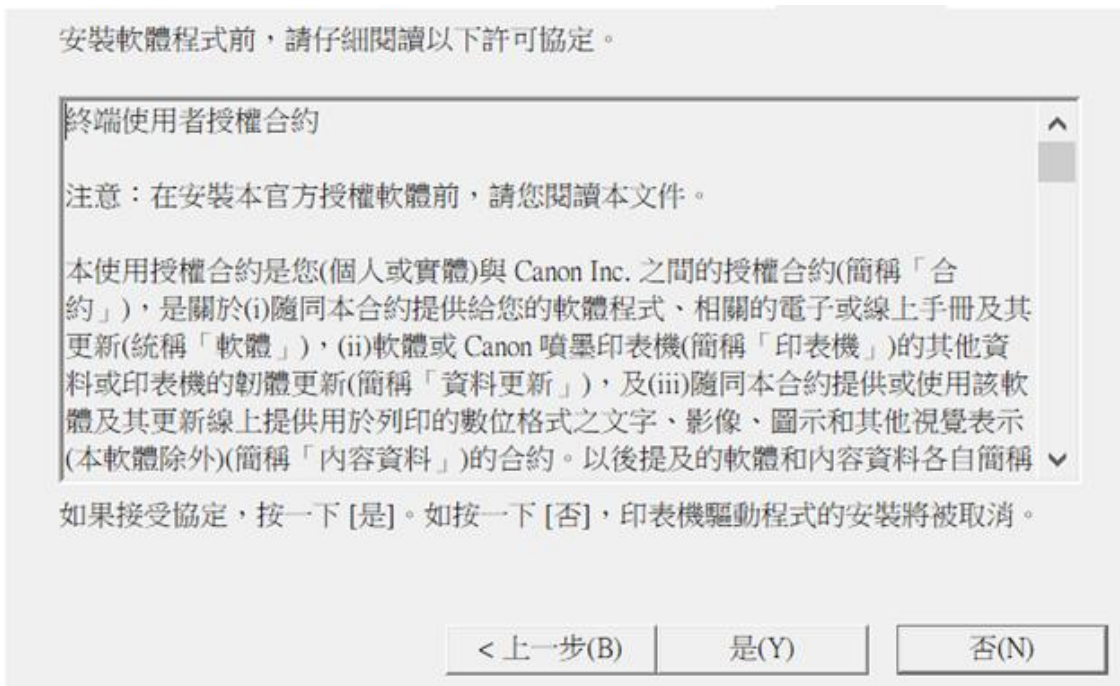 安裝軟體程式前，請仔細閱讀以下許可協定。
終端使用者授權合約
注意：在安裝本官方授權軟體前，請您閱讀本文件。
本使用授權合約是您(個人或實體)與 Canon Inc. 之間的授權合約(簡稱「合
約」)，是關於(i)隨同本合約提供給您的軟體程式、相關的電子或線上手冊及其
更新(統稱「軟體」)，(ii)軟體或 Canon 噴墨印表機(簡稱「印表機」)的其他資
料或印表機的韌體更新(簡稱「資料更新」)，及(iii)隨同本合約提供或使用該軟
體及其更新線上提供用於列印的數位格式之文字、影像、圖示和其他視覺表示
(本軟體除外)(簡稱「內容資料」)的合約。以後提及的軟體和內容資料各自簡稱
如果接受協定，按一下 [是]。如按一下 [否]，印表機驅動程式的安裝將被取消。
< 上一步(B) 是(Y) 否(N)